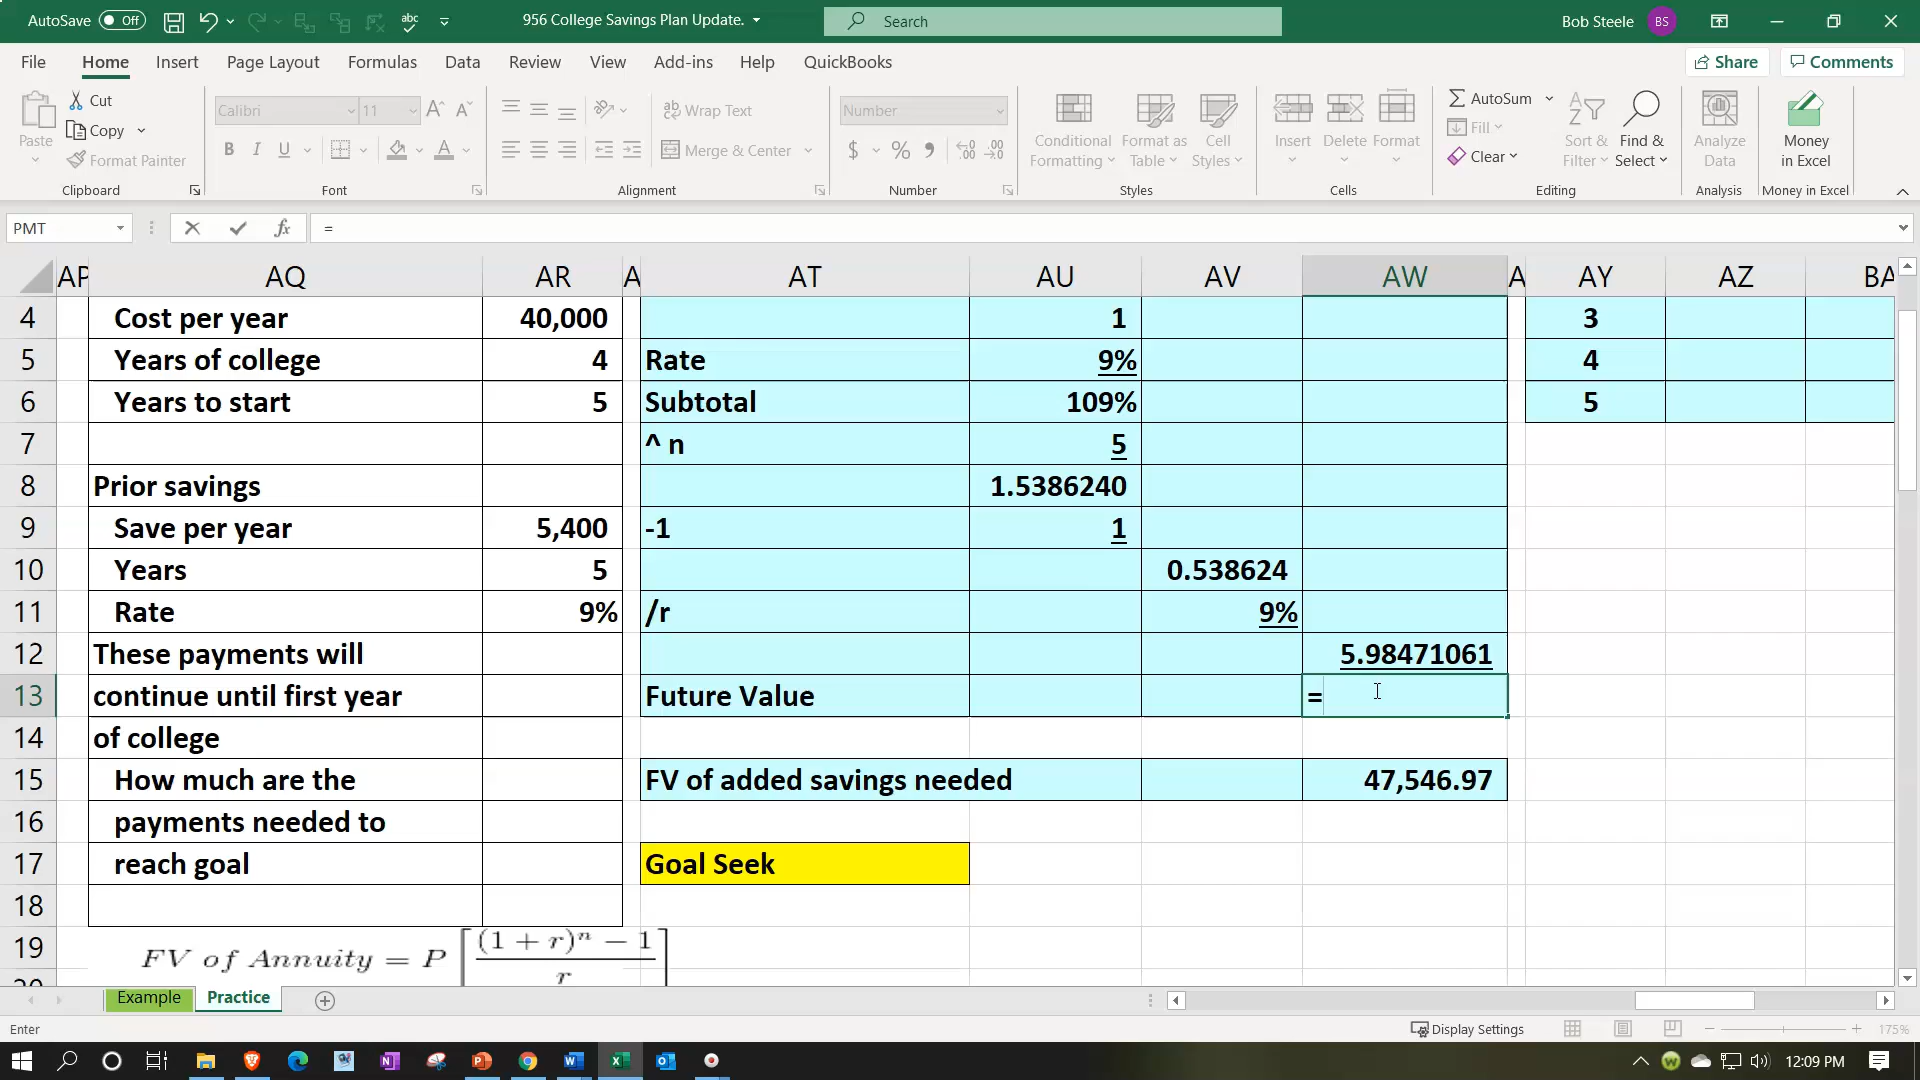 AutoSave Off
956 College Savings Plan Update.
Search
Bob Steele BS
File Home Insert Page Layout Formulas Data Review View Add-ins Help QuickBooks
Share Comments
Paste
Cut
Copy
Format Painter
Clipboard
Calibri 11
B I U
Font
Wrap Text
Merge & Center
Alignment
Number
$ %
Number
Conditional Formatting
Format as Table
Cell Styles
Styles
Insert Delete Format
Cells
AutoSum
Fill
Clear
Sort & Filter
Find & Select
Editing
Analyze Data
Analysis
Money in Excel
Money in Excel
PMT
fx =
AP AQ AR A AT AU AV AW A AY AZ BA
4 Cost per year 40,000 1 3
5 Years of college 4 Rate 9% 4
6 Years to start 5 Subtotal 109% 5
7 ^ n 5
8 Prior savings 1.5386240
9 Save per year 5,400 -1 1
10 Years 5 0.538624
11 Rate 9% /r 9%
12 These payments will 5.98471061
13 continue until first year Future Value =
14 of college
15 How much are the FV of added savings needed 47,546.97
16 payments needed to
17 reach goal Goal Seek
18
19 FV of Annuity = P [(1 + r)^n − 1 / r]
20
Example Practice
Enter
Display Settings
175%
12:09 PM